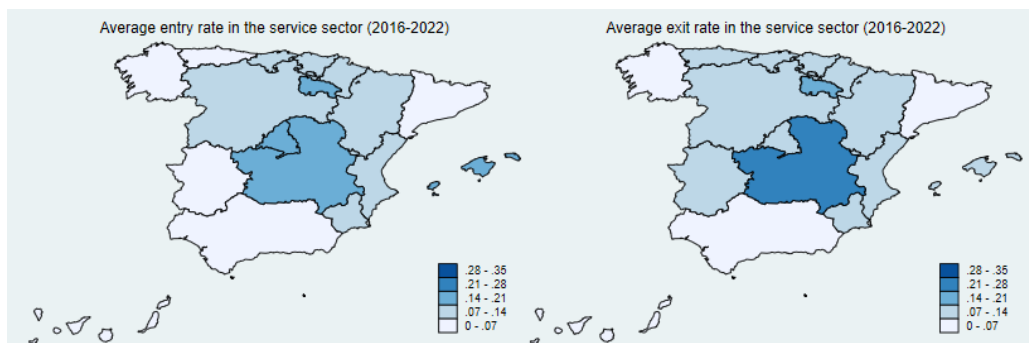 Average entry rate in the service sector (2016-2022)
.28 - .35
.21 - .28
.14 - .21
.07 - .14
0 - .07
Average exit rate in the service sector (2016-2022)
.28 - .35
.21 - .28
.14 - .21
.07 - .14
0 - .07